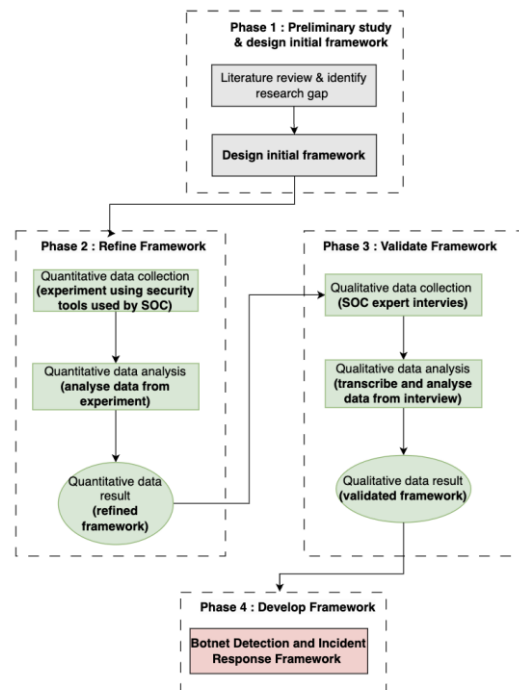 Phase 1 : Preliminary study
& design initial framework
Literature review & identify
research gap
Design initial framework
Phase 2 : Refine Framework
Quantitative data collection
(experiment using security
tools used by SOC)
Quantitative data analysis
(analyse data from
experiment)
Quantitative data
result
(refined
framework)
Phase 3 : Validate Framework
Qualitative data collection
(SOC expert intervies)
Qualitative data analysis
(transcribe and analyse
data from interview)
Qualitative data result
(validated framework)
Phase 4 : Develop Framework
Botnet Detection and Incident
Response Framework